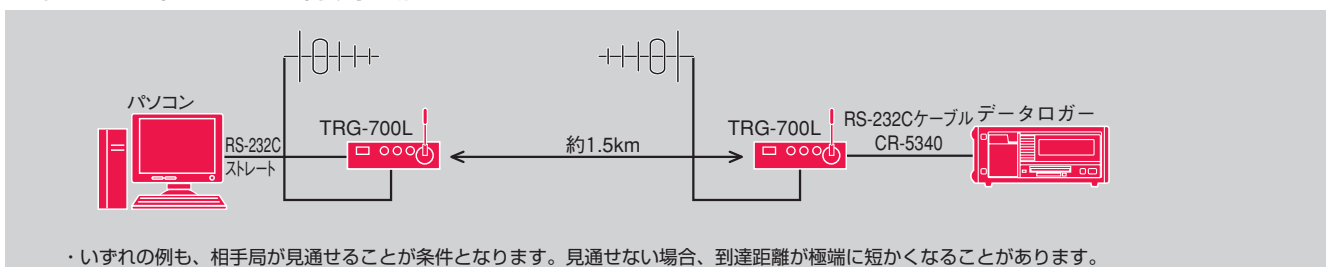 パソコン
RS-232C
ストレート
TRG-700L
約1.5km
TRG-700L
RS-232Cケーブル
CR-5340
データロガー
・いずれの例も、相手局が見通せることが条件となります。見通せない場合、到達距離が極端に短かくなることがあります。